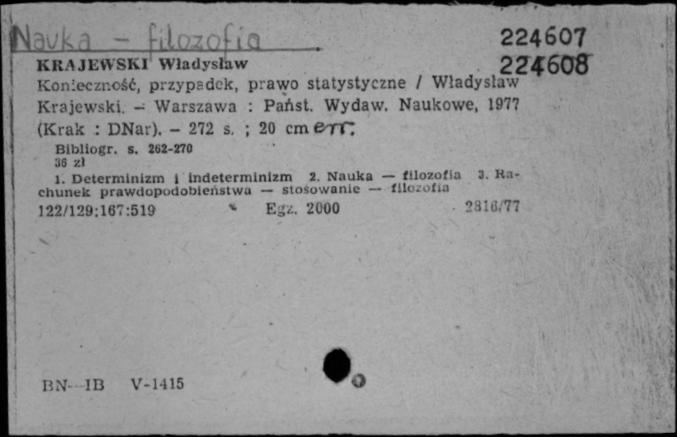 Nauka - filozofia
224607
224608
KRAJEWSKI Władysław
Konieczność, przypadek, prawo statystyczne / Władysław
Krajewski. — Warszawa : Państ. Wydaw. Naukowe, 1977
(Krak : DNar). — 272 s. ; 20 cm err.
Bibliogr. s. 262-270
36 zł
1. Determinizm i indeterminizm 2. Nauka — filozofia 3. Ra-
chunek prawdopodobieństwa — stosowanie — filozofia
122/129:167:519 Egz. 2000 2816/77
BN-IB V-1415